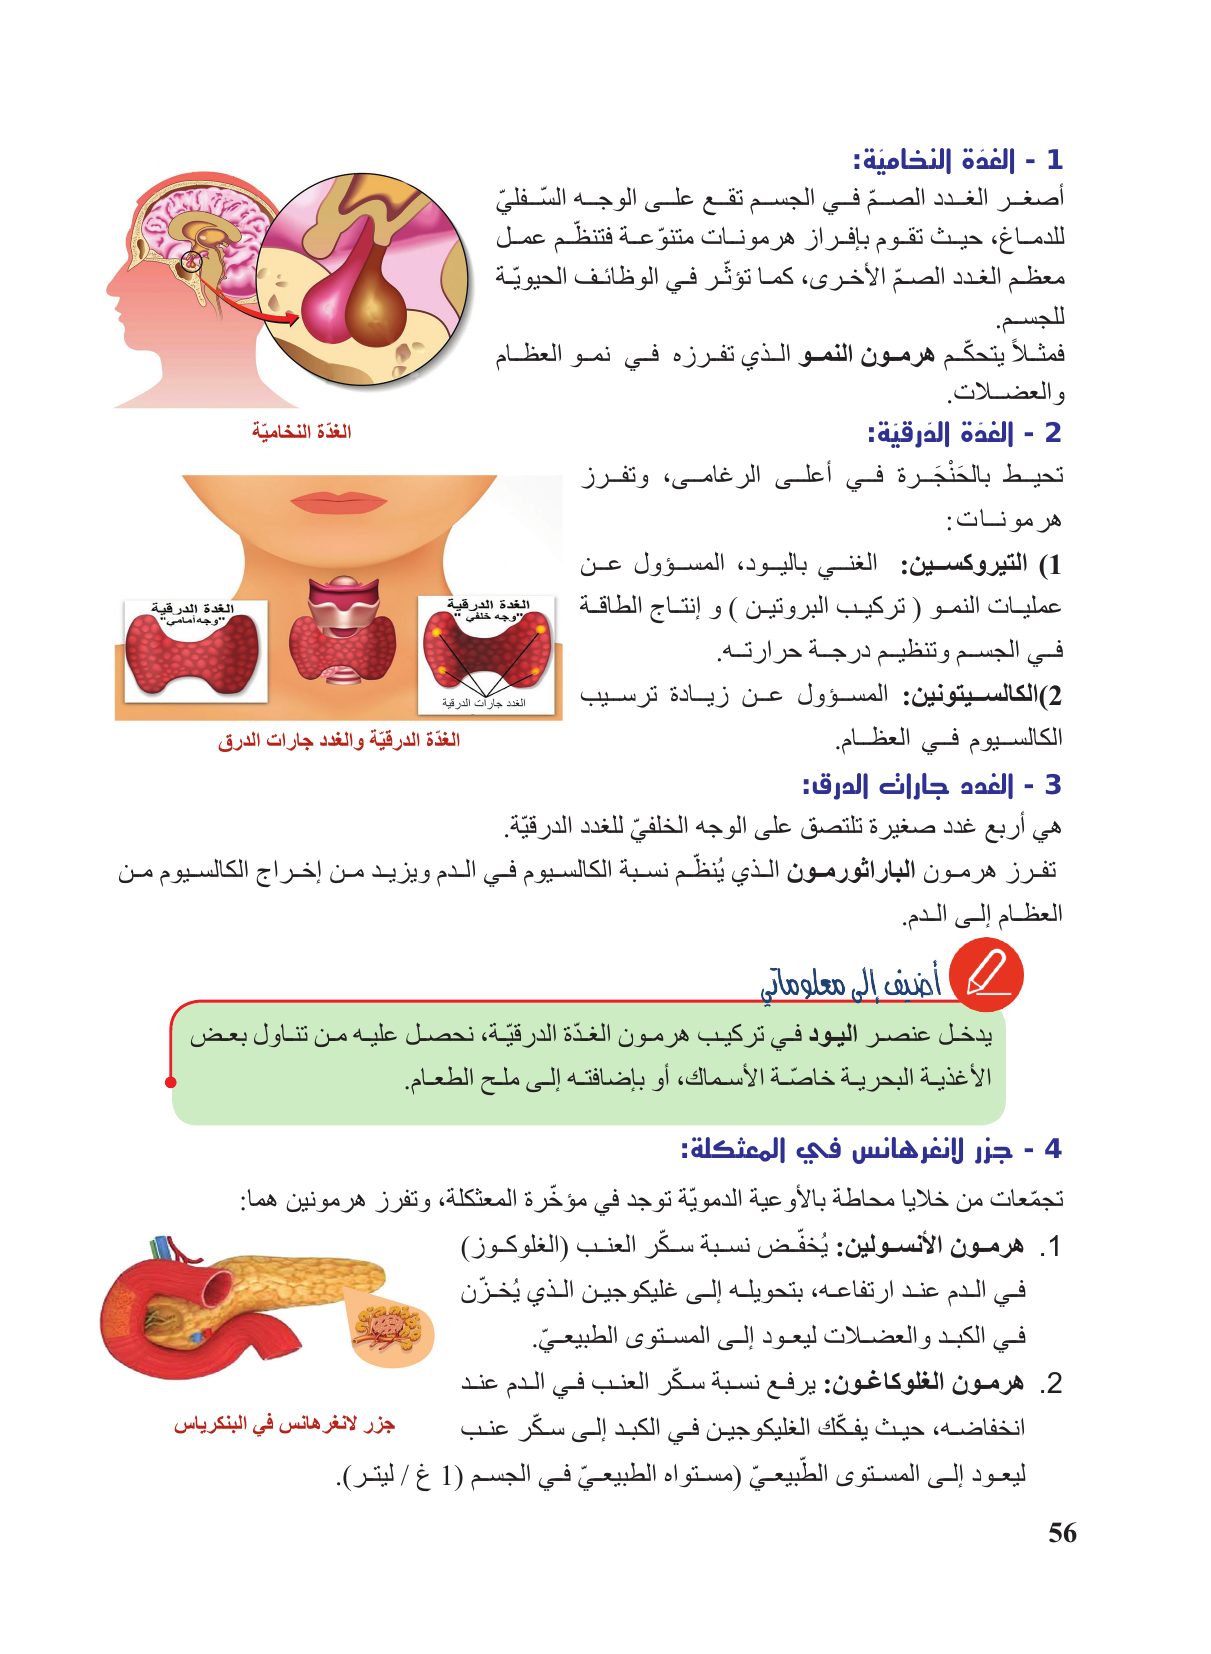 1 - الغدّة النخاميّة:
أصغر الغدد الصمّ في الجسم تقع على الوجه السّفليّ
للدماغ، حيث تقوم بإفراز هرمونات متنوّعة فتنظّم عمل
معظم الغدد الصمّ الأخرى، كما تؤثّر في الوظائف الحيويّة
للجسم.
فمثلاً يتحكّم هرمون النمو الذي تفرزه في نمو العظام
والعضلات.
الغدّة النخاميّة
2 - الغدّة الدّرقيّة:
تحيط بالحَنْجَرة في أعلى الرغامى، وتفرز
هرمونات:
1) التيروكسين: الغني باليود، المسؤول عن
عمليات النمو ( تركيب البروتين ) و إنتاج الطاقة
في الجسم وتنظيم درجة حرارته.
2)الكالسيتونين: المسؤول عن زيادة ترسيب
الكالسيوم في العظام.
الغدة الدرقية
"وجه أمامي"
الغدة الدرقية
"وجه خلفي"
الغدد جارات الدرقية
الغدّة الدرقيّة والغدد جارات الدرق
3 - الغدد جارات الدرق:
هي أربع غدد صغيرة تلتصق على الوجه الخلفيّ للغدد الدرقيّة.
تفرز هرمون الباراثورمون الذي يُنظّم نسبة الكالسيوم في الدم ويزيد من إخراج الكالسيوم من
العظام إلى الدم.
أضيف إلى معلوماتي
يدخل عنصر اليود في تركيب هرمون الغدّة الدرقيّة، نحصل عليه من تناول بعض
الأغذية البحرية خاصّة الأسماك، أو بإضافته إلى ملح الطعام.
4 - جزر لانغرهانس في المعثكلة:
تجمّعات من خلايا محاطة بالأوعية الدمويّة توجد في مؤخّرة المعثكلة، وتفرز هرمونين هما:
1. هرمون الأنسولين: يُخفّض نسبة سكّر العنب (الغلوكوز)
في الدم عند ارتفاعه، بتحويله إلى غليكوجين الذي يُخزّن
في الكبد والعضلات ليعود إلى المستوى الطبيعيّ.
2. هرمون الغلوكاغون: يرفع نسبة سكّر العنب في الدم عند
انخفاضه، حيث يفكّك الغليكوجين في الكبد إلى سكّر عنب
ليعود إلى المستوى الطّبيعيّ (مستواه الطبيعيّ في الجسم (1 غ / ليتر).
جزر لانغرهانس في البنكرياس
56